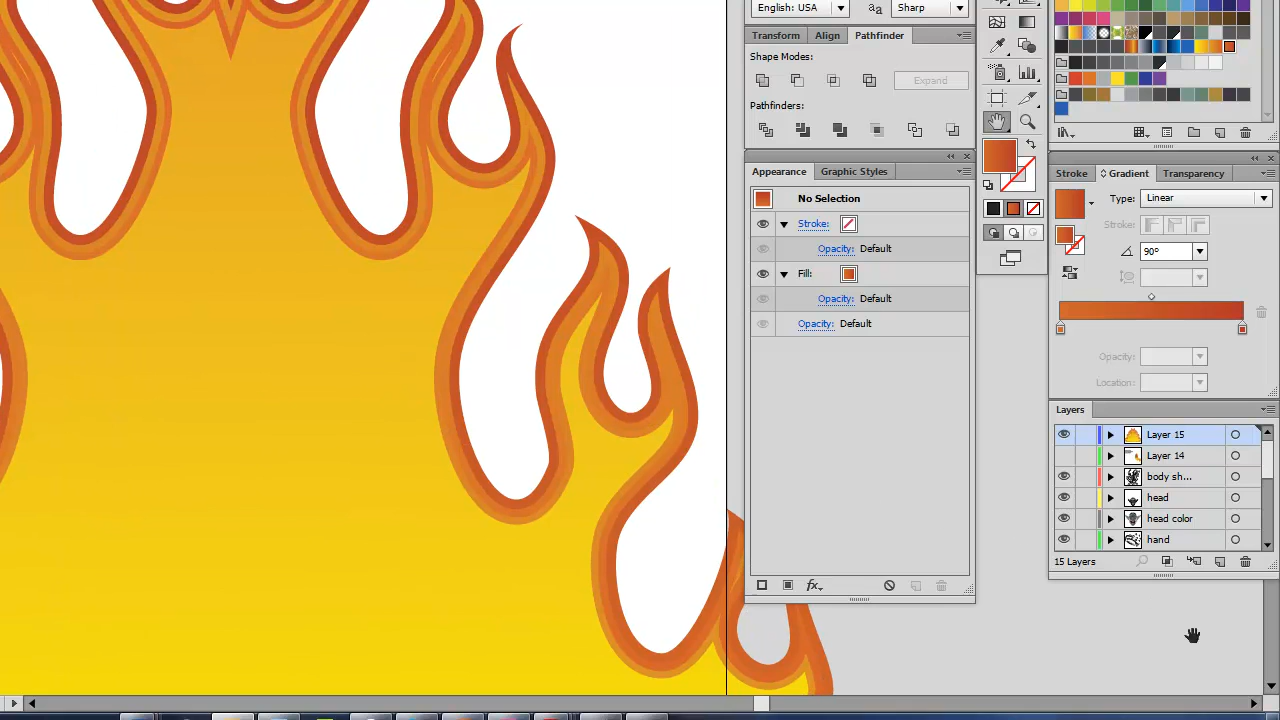 English: USA
Sharp
Transform Align Pathfinder
Shape Modes:
Expand
Pathfinders:
Appearance Graphic Styles
No Selection
Stroke:
Opacity: Default
Fill:
Opacity: Default
Opacity: Default
fx
Stroke Gradient Transparency
Type: Linear
Stroke:
90°
Opacity:
Location:
Layers
Layer 15
Layer 14
body sh...
head
head color
hand
15 Layers